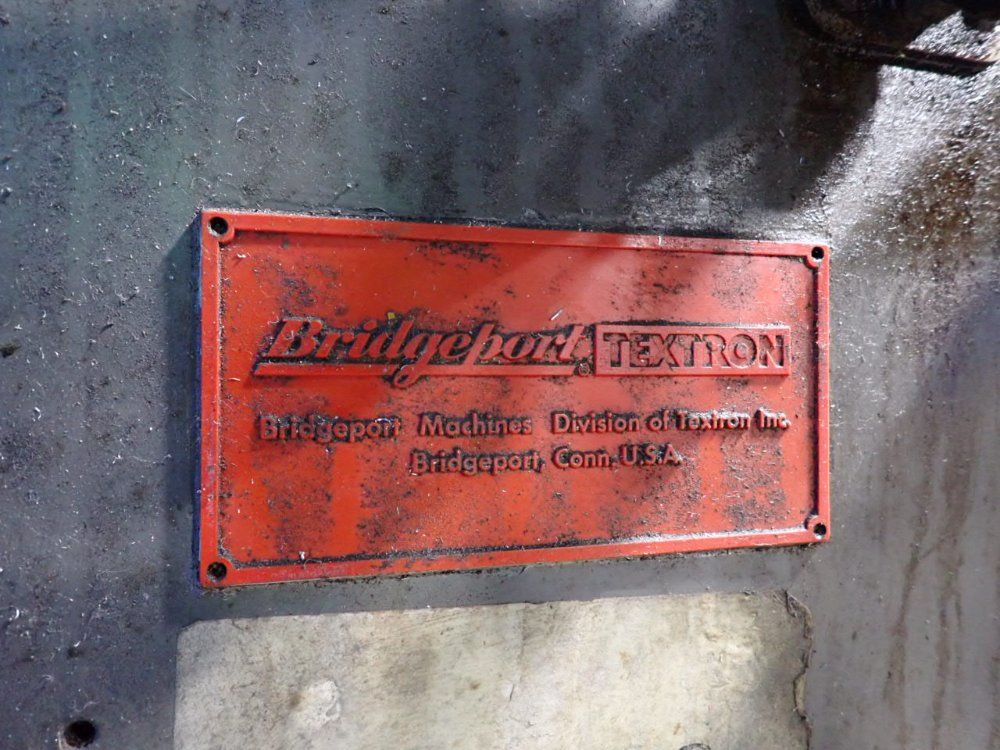 Bridgeport® TEXTRON
Bridgeport Machines Division of Textron Inc.
Bridgeport, Conn. U.S.A.